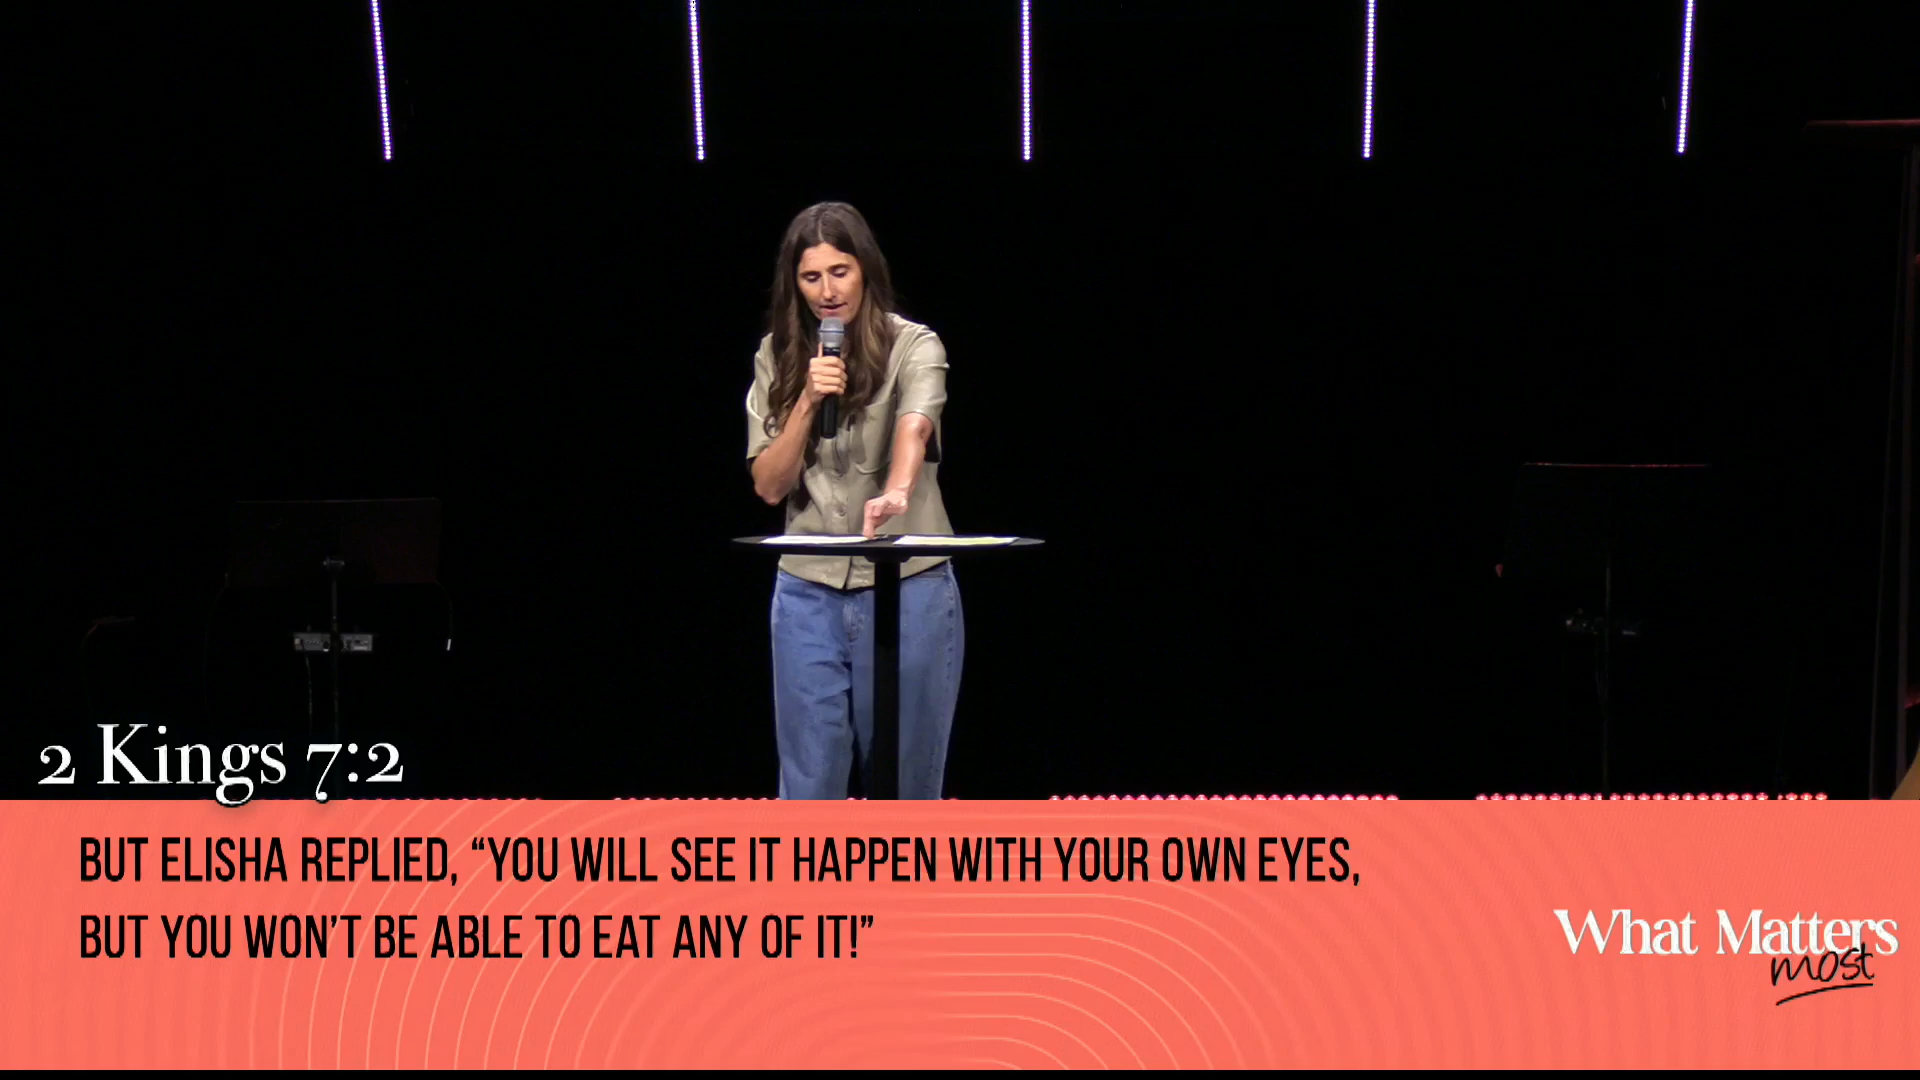 2 Kings 7:2
BUT ELISHA REPLIED, “YOU WILL SEE IT HAPPEN WITH YOUR OWN EYES,
BUT YOU WON’T BE ABLE TO EAT ANY OF IT!”
What Matters
most